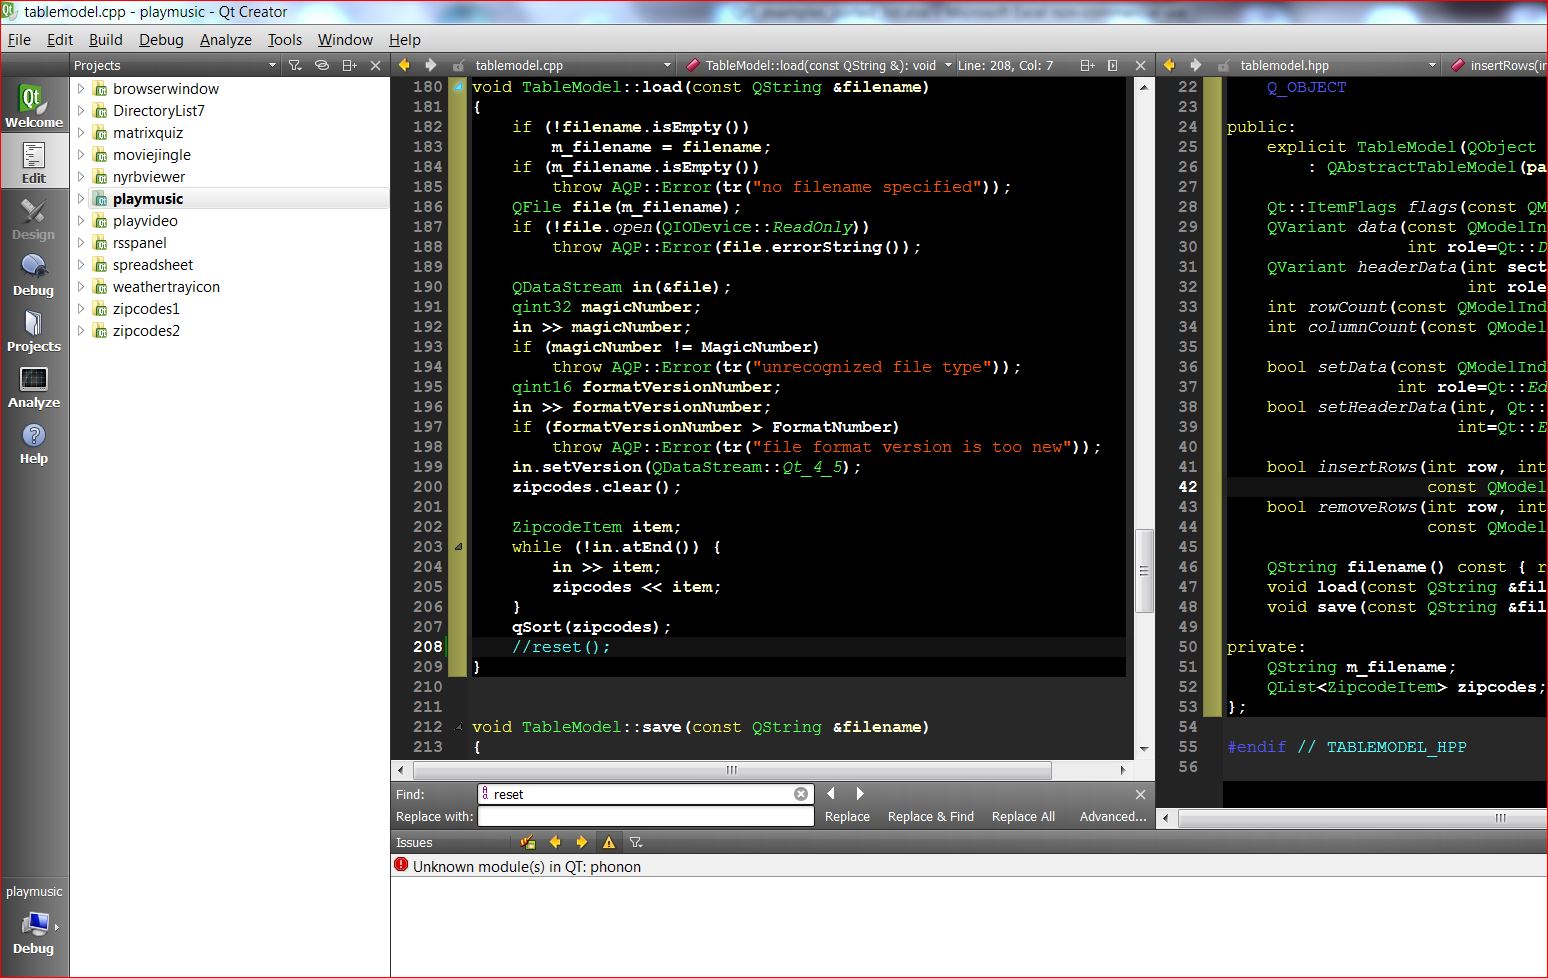 tablemodel.cpp - playmusic - Qt Creator
File Edit Build Debug Analyze Tools Window Help
Projects
tablemodel.cpp TableModel::load(const QString &): void Line: 208, Col: 7
tablemodel.hpp insertRows(in
Qt
Welcome
Edit
Design
Debug
Projects
Analyze
Help
playmusic
Debug
browserwindow
DirectoryList7
matrixquiz
moviejingle
nyrbviewer
playmusic
playvideo
rsspanel
spreadsheet
weathertrayicon
zipcodes1
zipcodes2
180 void TableModel::load(const QString &filename)
181 {
182 if (!filename.isEmpty())
183 m_filename = filename;
184 if (m_filename.isEmpty())
185 throw AQP::Error(tr("no filename specified"));
186 QFile file(m_filename);
187 if (!file.open(QIODevice::ReadOnly))
188 throw AQP::Error(file.errorString());
189
190 QDataStream in(&file);
191 qint32 magicNumber;
192 in >> magicNumber;
193 if (magicNumber != MagicNumber)
194 throw AQP::Error(tr("unrecognized file type"));
195 qint16 formatVersionNumber;
196 in >> formatVersionNumber;
197 if (formatVersionNumber > FormatNumber)
198 throw AQP::Error(tr("file format version is too new"));
199 in.setVersion(QDataStream::Qt_4_5);
200 zipcodes.clear();
201
202 ZipcodeItem item;
203 while (!in.atEnd()) {
204 in >> item;
205 zipcodes << item;
206 }
207 qSort(zipcodes);
208 //reset();
209 }
210
211
212 void TableModel::save(const QString &filename)
213 {
22 Q_OBJECT
23
24 public:
25 explicit TableModel(QObject
26 : QAbstractTableModel(pa
27
28 Qt::ItemFlags flags(const QM
29 QVariant data(const QModelIn
30 int role=Qt::D
31 QVariant headerData(int sect
32 int role
33 int rowCount(const QModelInd
34 int columnCount(const QModel
35
36 bool setData(const QModelInd
37 int role=Qt::Ed
38 bool setHeaderData(int, Qt::
39 int=Qt::E
40
41 bool insertRows(int row, int
42 const QModel
43 bool removeRows(int row, int
44 const QModel
45
46 QString filename() const { r
47 void load(const QString &fil
48 void save(const QString &fil
49
50 private:
51 QString m_filename;
52 QList<ZipcodeItem> zipcodes;
53 };
54
55 #endif // TABLEMODEL_HPP
56
Find: reset
Replace with: Replace Replace & Find Replace All Advanced...
Issues
Unknown module(s) in QT: phonon